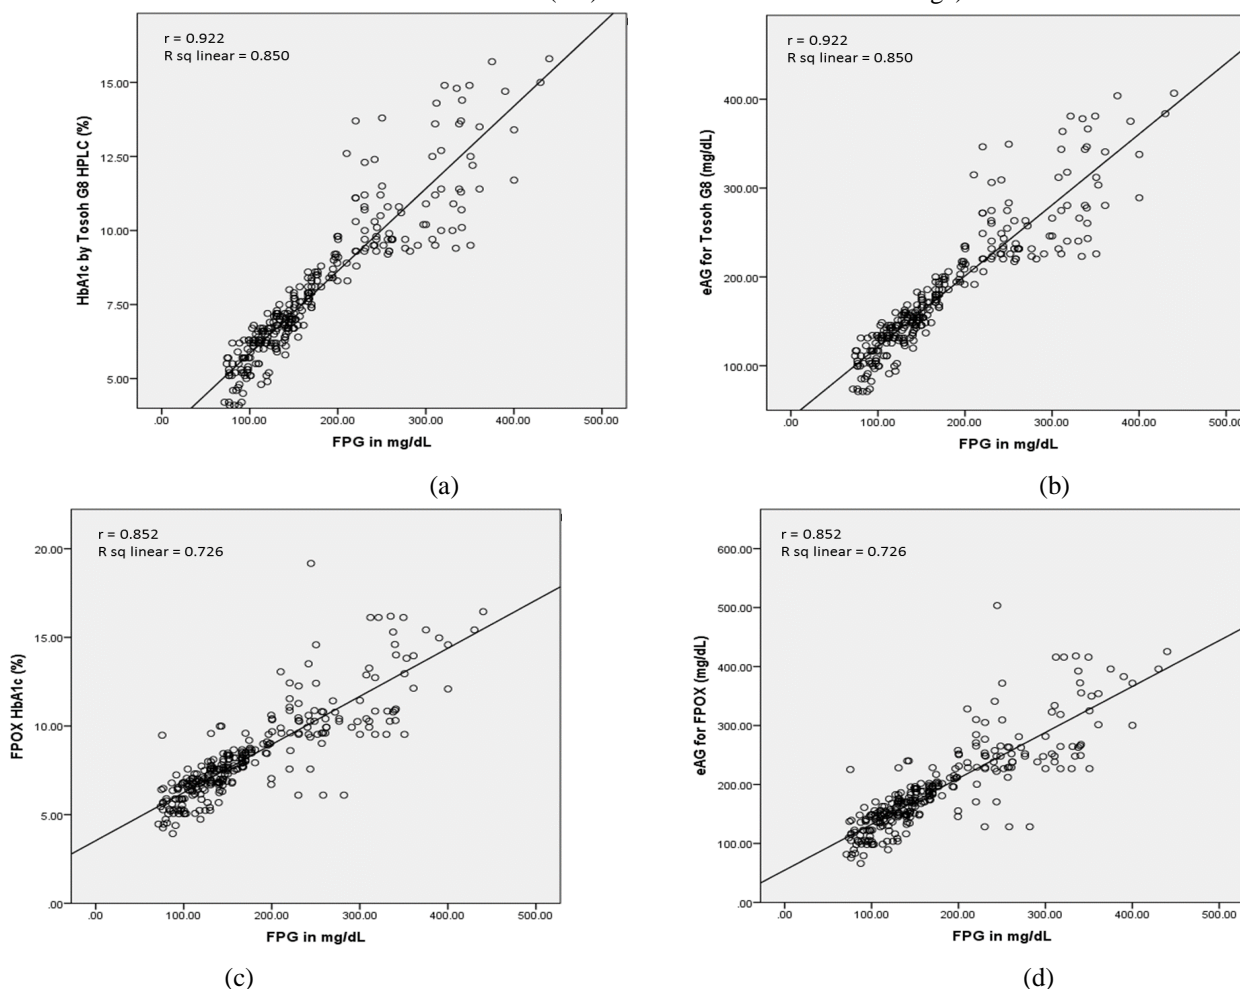 r = 0.922
R sq linear = 0.850
HbA1c by Tosoh G8 HPLC (%)
15.00
12.50
10.00
7.50
5.00
.00 100.00 200.00 300.00 400.00 500.00
FPG in mg/dL
(a)
r = 0.922
R sq linear = 0.850
eAG for Tosoh G8 (mg/dL)
400.00
300.00
200.00
100.00
.00 100.00 200.00 300.00 400.00 500.00
FPG in mg/dL
(b)
r = 0.852
R sq linear = 0.726
FPOX HbA1c (%)
20.00
15.00
10.00
5.00
.00
.00 100.00 200.00 300.00 400.00 500.00
FPG in mg/dL
(c)
r = 0.852
R sq linear = 0.726
eAG for FPOX (mg/dL)
600.00
500.00
400.00
300.00
200.00
100.00
.00
.00 100.00 200.00 300.00 400.00 500.00
FPG in mg/dL
(d)